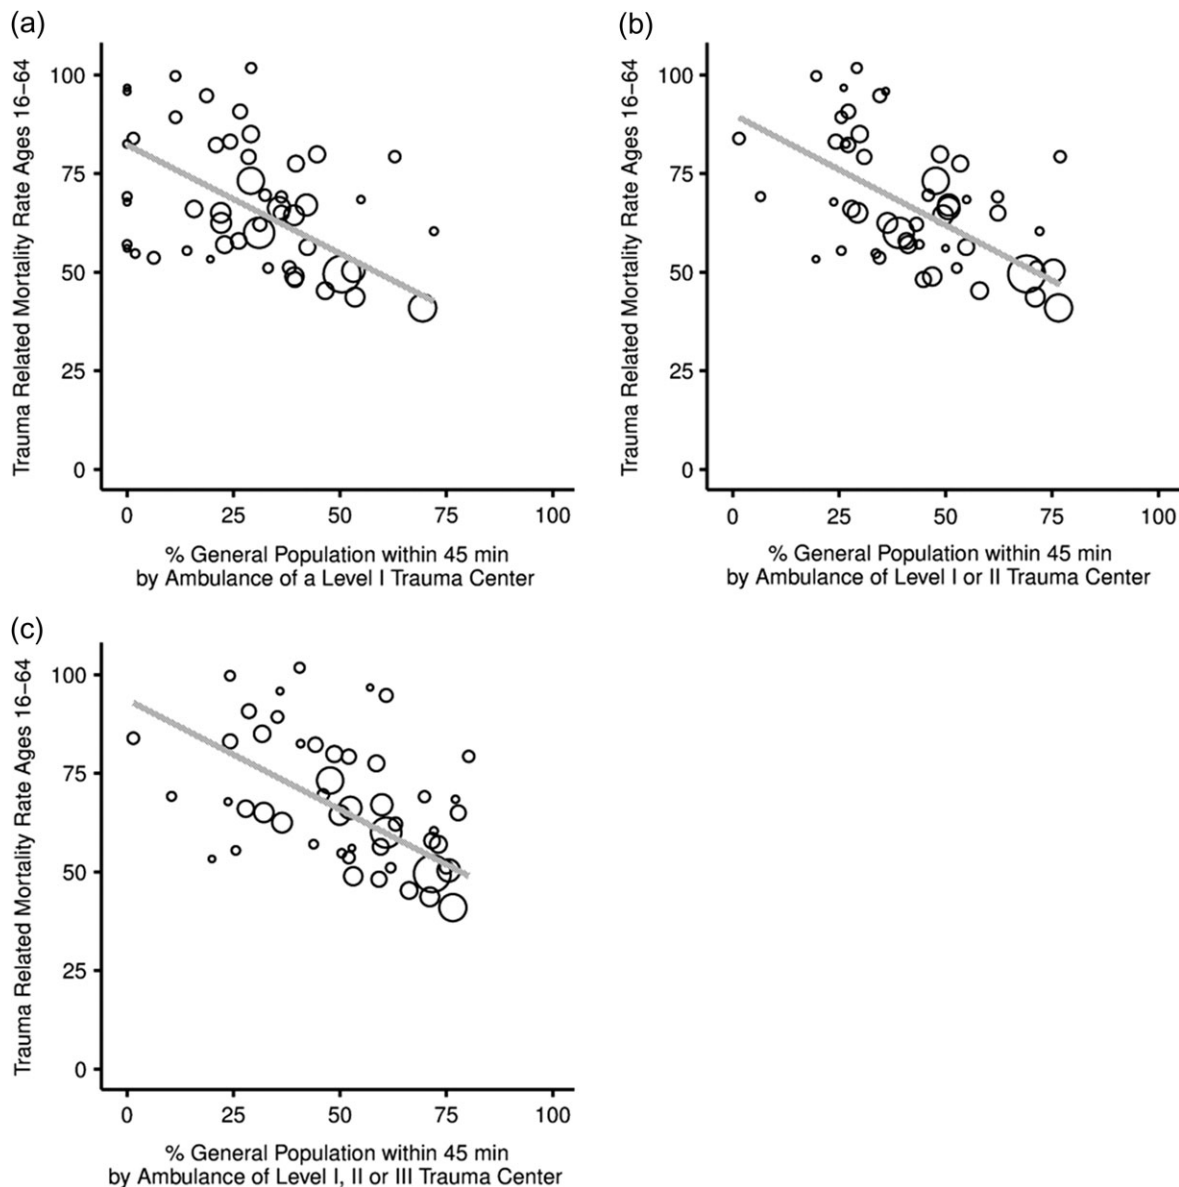 (a)
Trauma Related Mortality Rate Ages 16–64
100
75
50
25
0
0 25 50 75 100
% General Population within 45 min
by Ambulance of a Level I Trauma Center
(b)
Trauma Related Mortality Rate Ages 16–64
100
75
50
25
0
0 25 50 75 100
% General Population within 45 min
by Ambulance of Level I or II Trauma Center
(c)
Trauma Related Mortality Rate Ages 16–64
100
75
50
25
0
0 25 50 75 100
% General Population within 45 min
by Ambulance of Level I, II or III Trauma Center